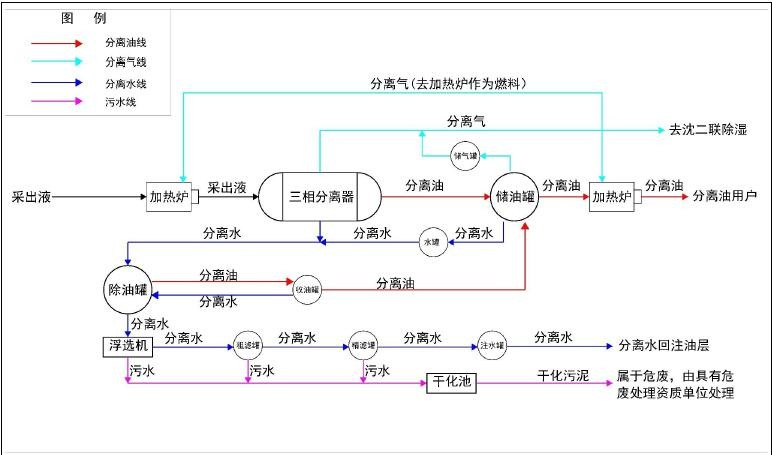 图 例
分离油线
分离气线
分离水线
污水线
分离气(去加热炉作为燃料)
分离气
去沈二联除湿
储气罐
采出液
加热炉
采出液
三相分离器
分离油
储油罐
分离油
加热炉
分离油
分离油用户
分离水
分离水
水罐
分离水
除油罐
分离油
分离水
收油罐
分离油
分离水
浮选机
分离水
粗滤罐
分离水
精滤罐
分离水
注水罐
分离水
分离水回注油层
污水
污水
污水
干化池
干化污泥
属于危废，由具有危
废处理资质单位处理